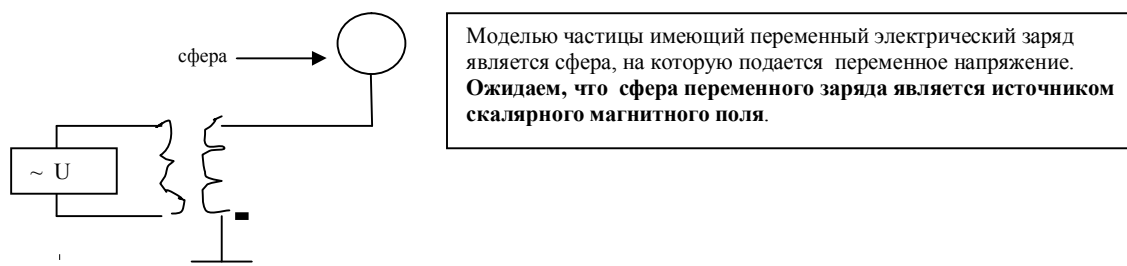 сфера
~ U
Моделью частицы имеющий переменный электрический заряд
является сфера, на которую подается переменное напряжение.
Ожидаем, что сфера переменного заряда является источником
скалярного магнитного поля.